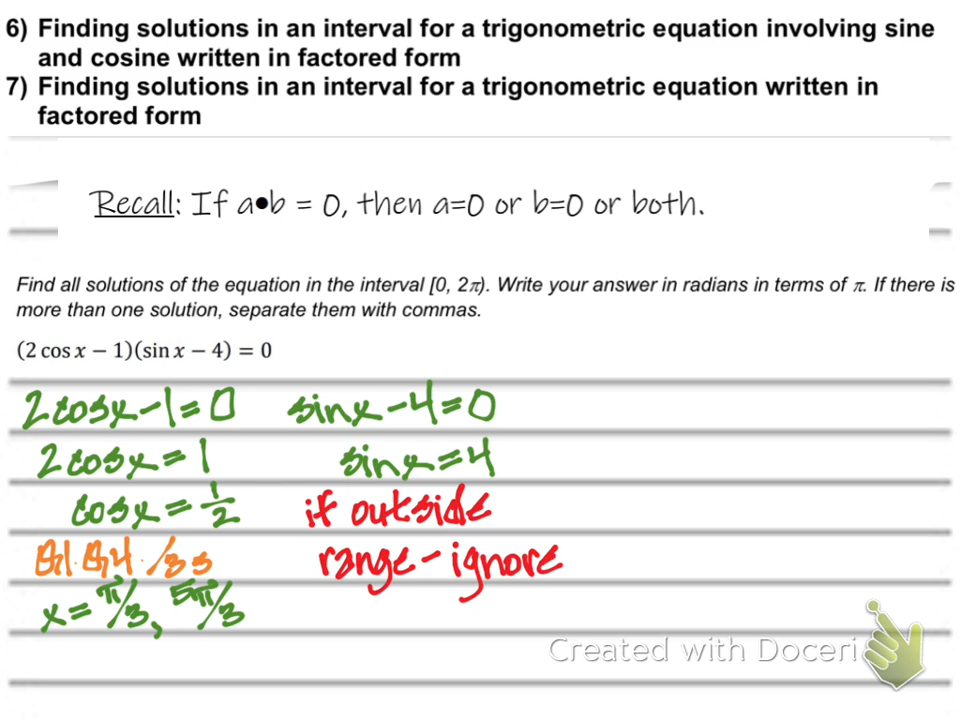 6) Finding solutions in an interval for a trigonometric equation involving sine
and cosine written in factored form
7) Finding solutions in an interval for a trigonometric equation written in
factored form
Recall: If a•b = 0, then a=0 or b=0 or both.
Find all solutions of the equation in the interval [0, 2π). Write your answer in radians in terms of π. If there is
more than one solution, separate them with commas.
(2 cos x − 1)(sin x − 4) = 0
2cosx-1=0 sinx-4=0
2cosx=1 sinx=4
cosx=1/2 if outside
range-ignore
x=π/3, 5π/3
Created with Doceri